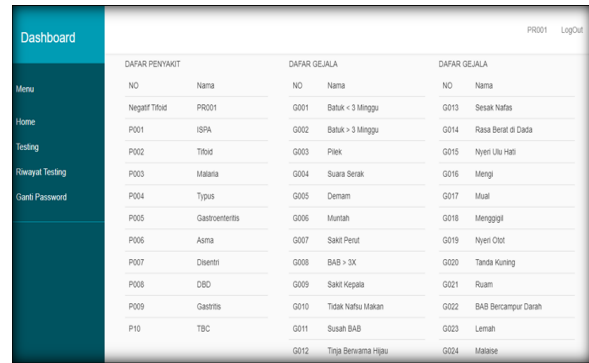 Dashboard
PR001 LogOut
Menu
Home
Testing
Riwayat Testing
Ganti Password
DAFAR PENYAKIT
NO Nama
Negatif Tifoid PR001
P001 ISPA
P002 Tifoid
P003 Malaria
P004 Typus
P005 Gastroenteritis
P006 Asma
P007 Disentri
P008 DBD
P009 Gastritis
P10 TBC
DAFAR GEJALA
NO Nama
G001 Batuk < 3 Minggu
G002 Batuk > 3 Minggu
G003 Pilek
G004 Suara Serak
G005 Demam
G006 Muntah
G007 Sakit Perut
G008 BAB > 3X
G009 Sakit Kepala
G010 Tidak Nafsu Makan
G011 Susah BAB
G012 Tinja Berwarna Hijau
DAFAR GEJALA
NO Nama
G013 Sesak Nafas
G014 Rasa Berat di Dada
G015 Nyeri Ulu Hati
G016 Mengi
G017 Mual
G018 Menggigil
G019 Nyeri Otot
G020 Tanda Kuning
G021 Ruam
G022 BAB Bercampur Darah
G023 Lemah
G024 Malaise